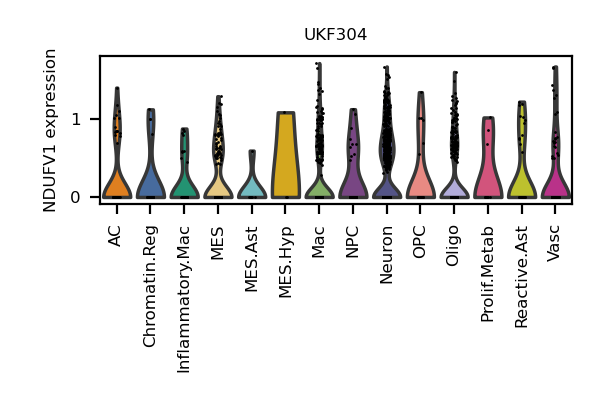 UKF304
NDUFV1 expression
1
0
AC
Chromatin.Reg
Inflammatory.Mac
MES
MES.Ast
MES.Hyp
Mac
NPC
Neuron
OPC
Oligo
Prolif.Metab
Reactive.Ast
Vasc